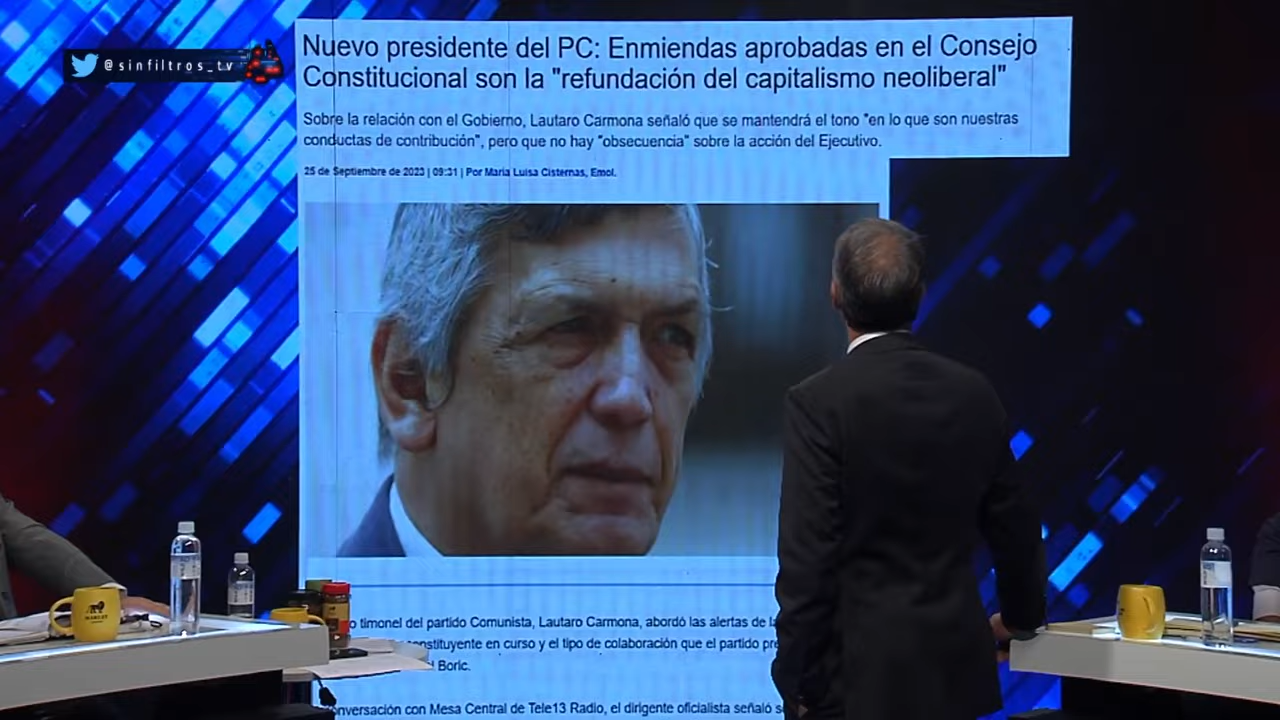 @sinfiltros_tv
Nuevo presidente del PC: Enmiendas aprobadas en el Consejo
Constitucional son la "refundación del capitalismo neoliberal"
Sobre la relación con el Gobierno, Lautaro Carmona señaló que se mantendrá el tono "en lo que son nuestras
conductas de contribución", pero que no hay "obsecuencia" sobre la acción del Ejecutivo.
25 de Septiembre de 2023 | 09:31 | Por María Luisa Cisternas, Emol.
timonel del partido Comunista, Lautaro Carmona, abordó las alertas de
en curso y el tipo de colaboración que el partido
Boric.
conversación con Mesa Central de Tele13 Radio, el dirigente oficialista señaló